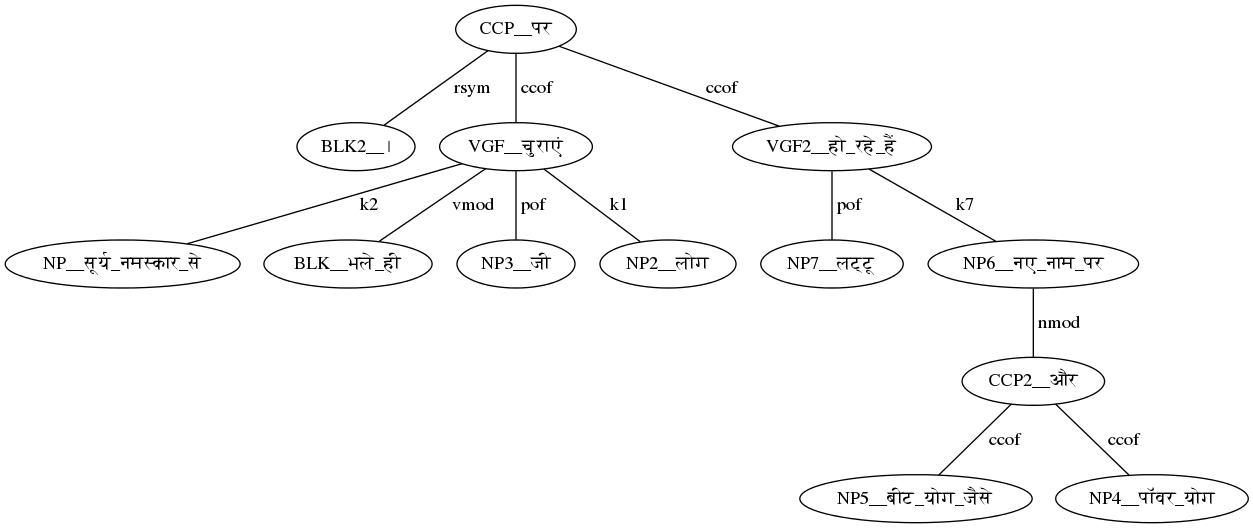 CCP__पर
rsym ccof ccof
BLK2__। VGF__चुराएं VGF2__हो_रहे_हैं
k2 vmod pof k1 pof k7
NP__सूर्य_नमस्कार_से BLK__भले_ही NP3__जी NP2__लोग NP7__लट्टू NP6__नए_नाम_पर
nmod
CCP2__और
ccof ccof
NP5__बीट_योग_जैसे NP4__पॉवर_योग